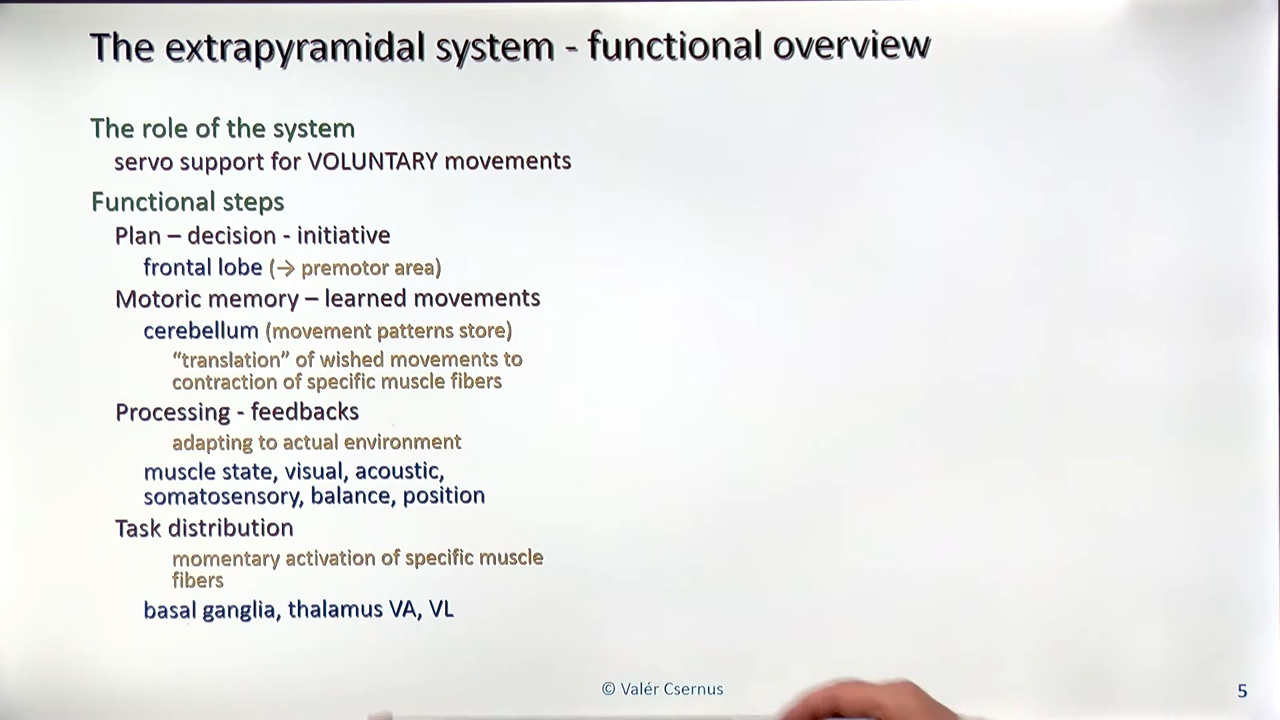 The extrapyramidal system - functional overview
The role of the system
servo support for VOLUNTARY movements
Functional steps
Plan – decision - initiative
frontal lobe (→ premotor area)
Motoric memory – learned movements
cerebellum (movement patterns store)
“translation” of wished movements to
contraction of specific muscle fibers
Processing - feedbacks
adapting to actual environment
muscle state, visual, acoustic,
somatosensory, balance, position
Task distribution
momentary activation of specific muscle
fibers
basal ganglia, thalamus VA, VL
© Valér Csernus
5